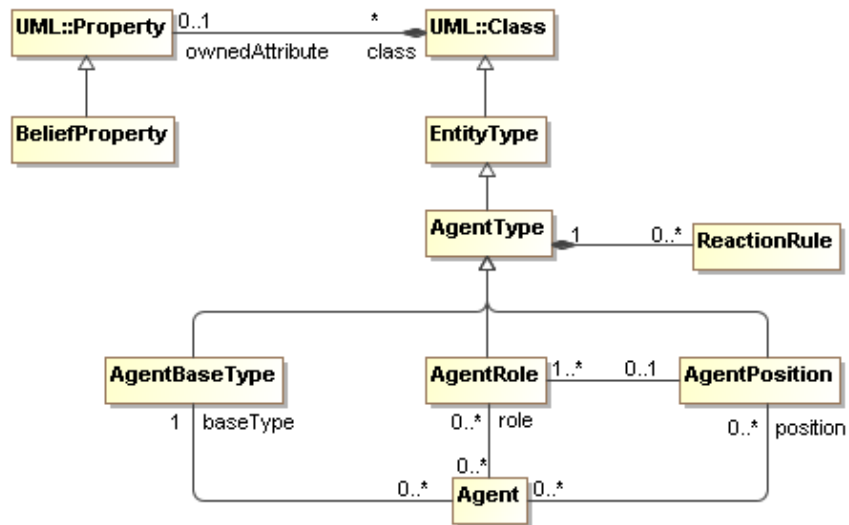 UML::Property 0..1 * UML::Class
ownedAttribute class
BeliefProperty EntityType
AgentType 1 0..* ReactionRule
AgentBaseType AgentRole 1..* 0..1 AgentPosition
1 baseType 0..* role 0..* position
0..*
0..* Agent 0..*